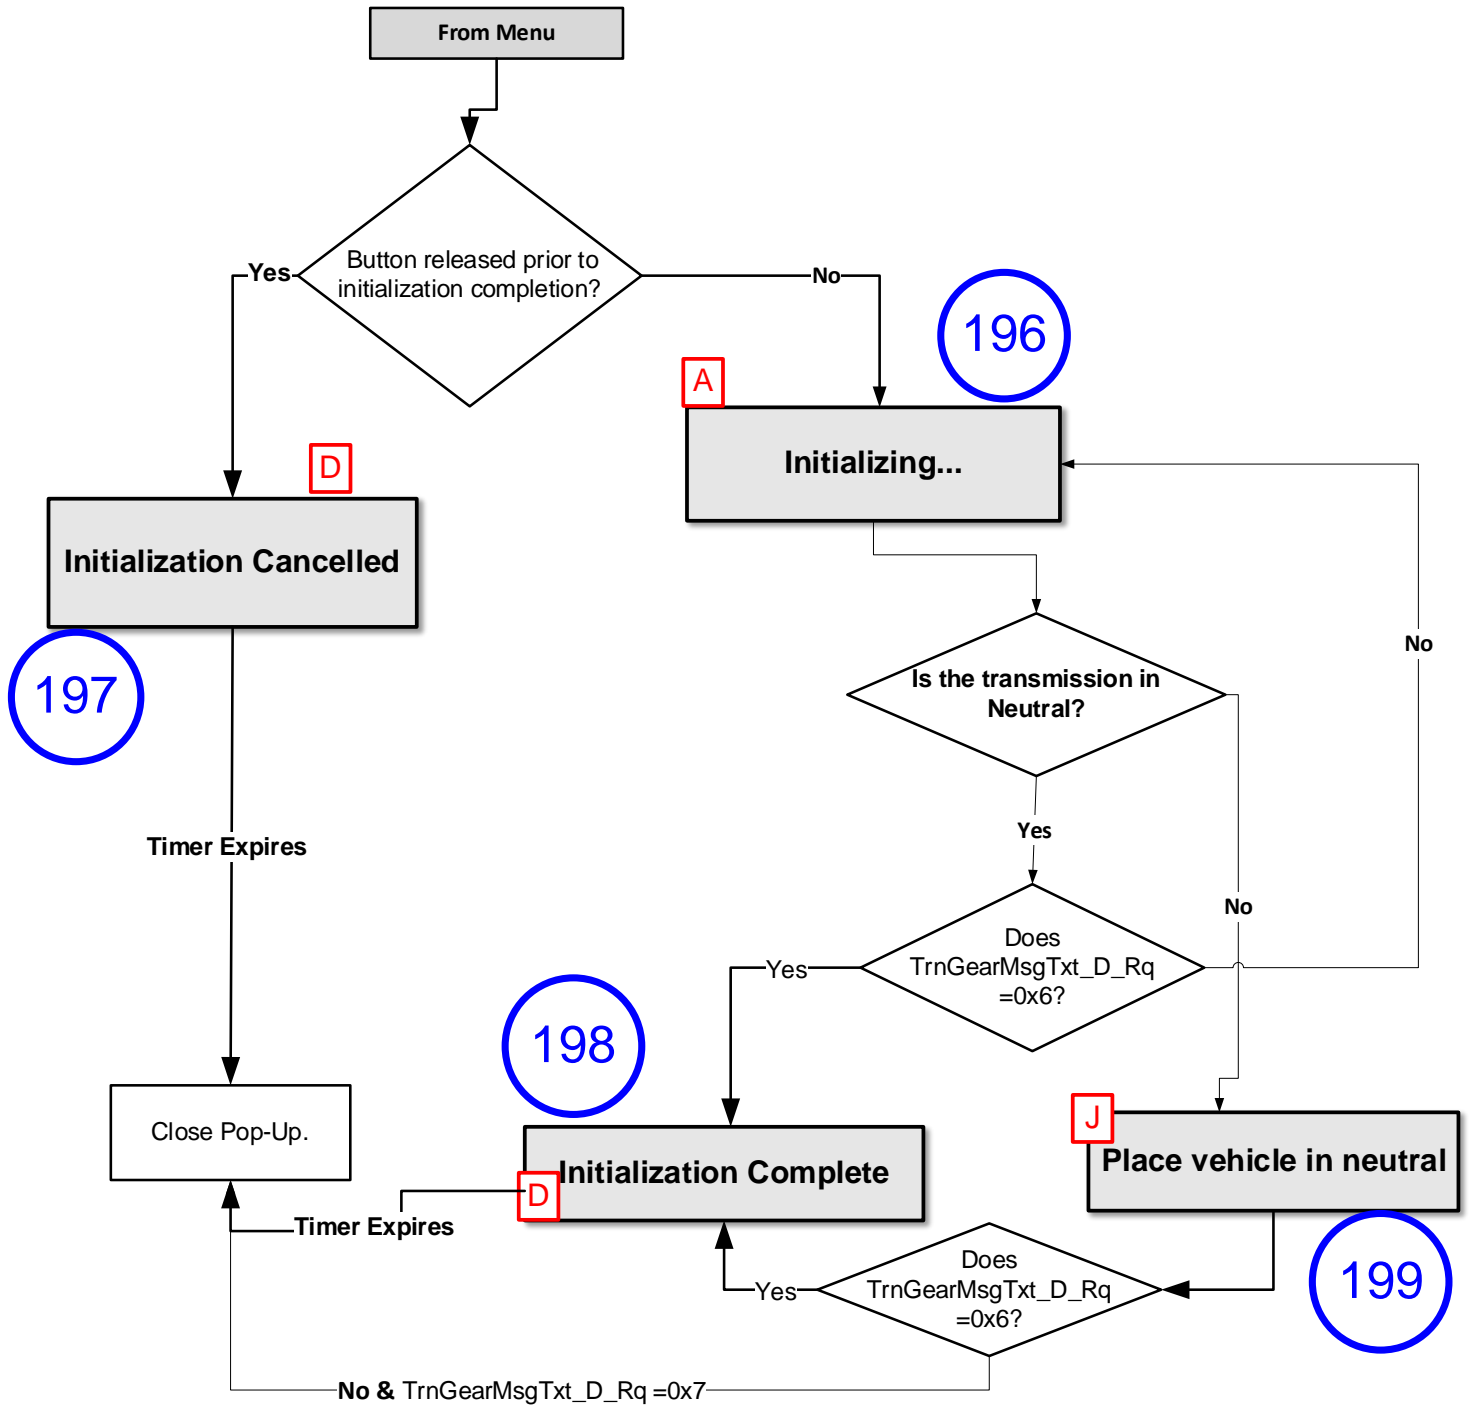 From Menu
Button released prior to
initialization completion?
Yes
No
196
A
Initializing...
D
Initialization Cancelled
197
Is the transmission in
Neutral?
No
Yes
Timer Expires
No
Does
TrnGearMsgTxt_D_Rq
=0x6?
Yes
198
Close Pop-Up.
J
Place vehicle in neutral
Initialization Complete
D
Timer Expires
199
Does
TrnGearMsgTxt_D_Rq
=0x6?
Yes
No & TrnGearMsgTxt_D_Rq =0x7